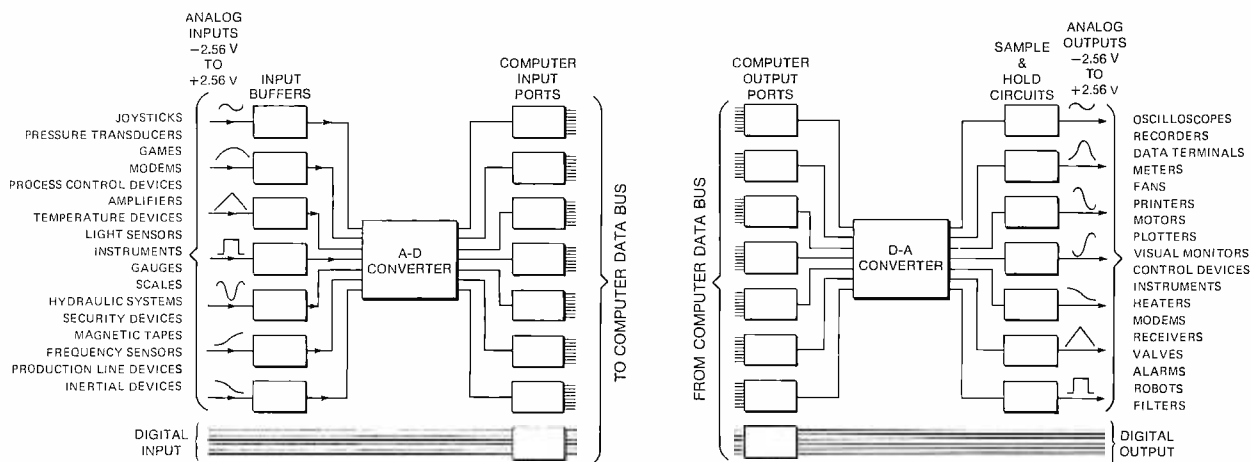 ANALOG
INPUTS
−2.56 V
TO
+2.56 V
INPUT
BUFFERS
COMPUTER
INPUT
PORTS
JOYSTICKS
PRESSURE TRANSDUCERS
GAMES
MODEMS
PROCESS CONTROL DEVICES
AMPLIFIERS
TEMPERATURE DEVICES
LIGHT SENSORS
INSTRUMENTS
GAUGES
SCALES
HYDRAULIC SYSTEMS
SECURITY DEVICES
MAGNETIC TAPES
FREQUENCY SENSORS
PRODUCTION LINE DEVICES
INERTIAL DEVICES
A-D
CONVERTER
TO COMPUTER DATA BUS
DIGITAL
INPUT
COMPUTER
OUTPUT
PORTS
SAMPLE
&
HOLD
CIRCUITS
ANALOG
OUTPUTS
−2.56 V
TO
+2.56 V
FROM COMPUTER DATA BUS
D-A
CONVERTER
OSCILLOSCOPES
RECORDERS
DATA TERMINALS
METERS
FANS
PRINTERS
MOTORS
PLOTTERS
VISUAL MONITORS
CONTROL DEVICES
INSTRUMENTS
HEATERS
MODEMS
RECEIVERS
VALVES
ALARMS
ROBOTS
FILTERS
DIGITAL
OUTPUT